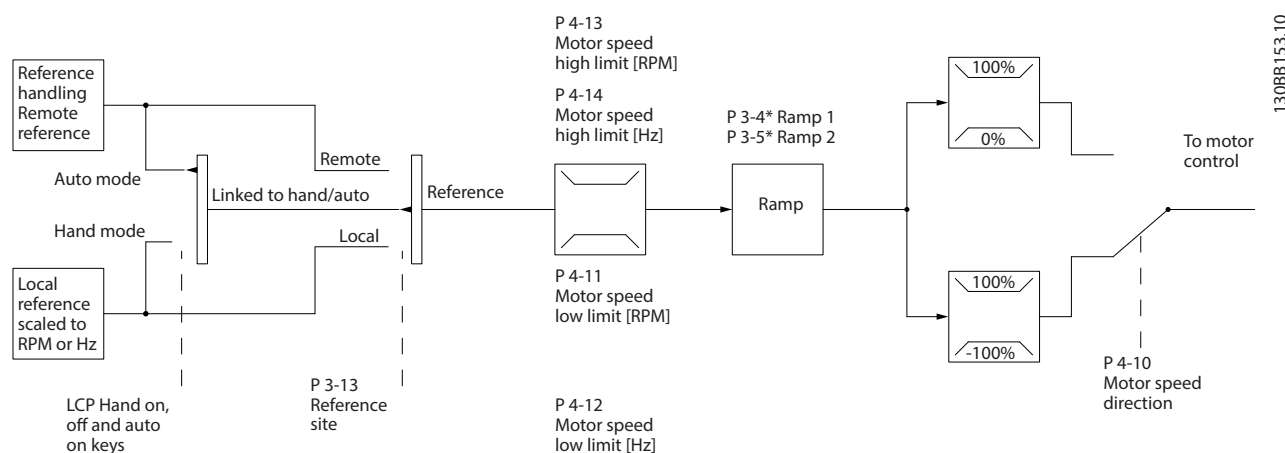 P 4-13
Motor speed
high limit [RPM]
P 4-14
Motor speed
high limit [Hz]
Reference
handling
Remote
reference
Auto mode
Linked to hand/auto
Hand mode
Local
reference
scaled to
RPM or Hz
LCP Hand on,
off and auto
on keys
Remote
Local
P 3-13
Reference
site
Reference
P 4-11
Motor speed
low limit [RPM]
P 4-12
Motor speed
low limit [Hz]
P 3-4* Ramp 1
P 3-5* Ramp 2
Ramp
100%
0%
100%
-100%
To motor
control
P 4-10
Motor speed
direction
130BB153.10